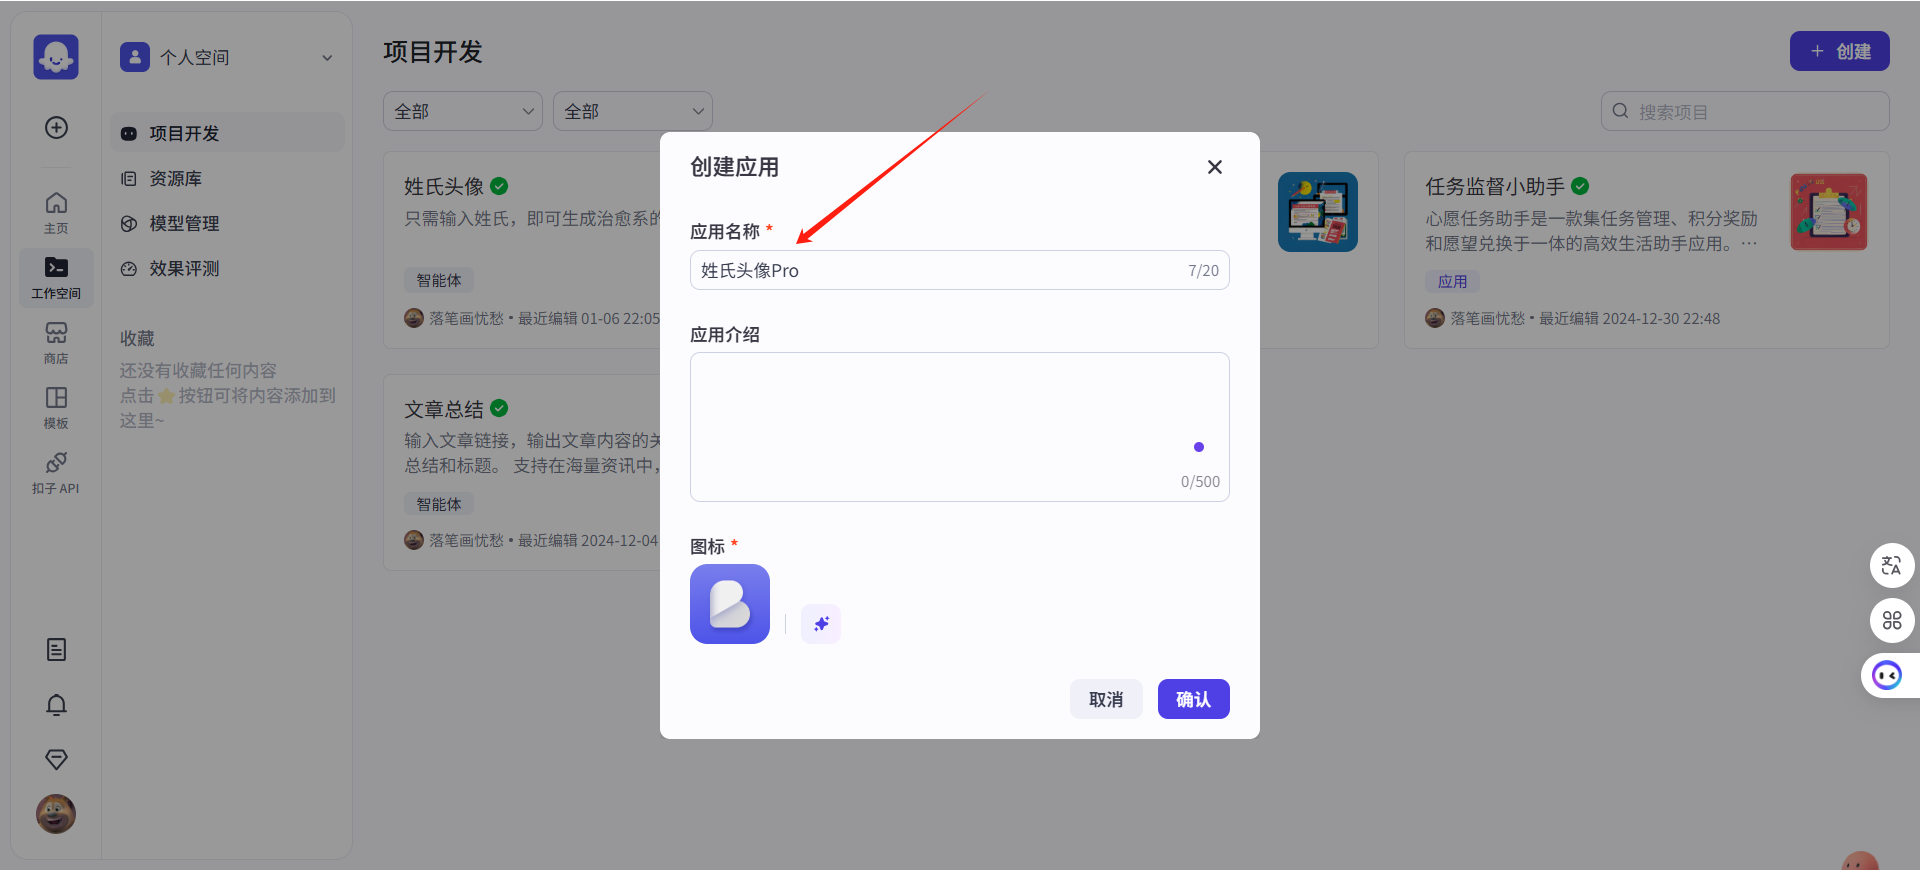 个人空间
项目开发
资源库
模型管理
效果评测
收藏
还没有收藏任何内容
点击⭐按钮可将内容添加到
这里~
主页
工作空间
商店
模板
扣子 API
项目开发
+ 创建
全部
全部
搜索项目
姓氏头像
只需输入姓氏，即可生成治愈系的
智能体
落笔画忧愁 • 最近编辑 01-06 22:05
任务监督小助手
心愿任务助手是一款集任务管理、积分奖励
和愿望兑换于一体的高效生活助手应用。…
应用
落笔画忧愁 • 最近编辑 2024-12-30 22:48
文章总结
输入文章链接，输出文章内容的关
总结和标题。 支持在海量资讯中，
智能体
落笔画忧愁 • 最近编辑 2024-12-04
创建应用
应用名称 *
姓氏头像Pro
7/20
应用介绍
0/500
图标 *
取消
确认